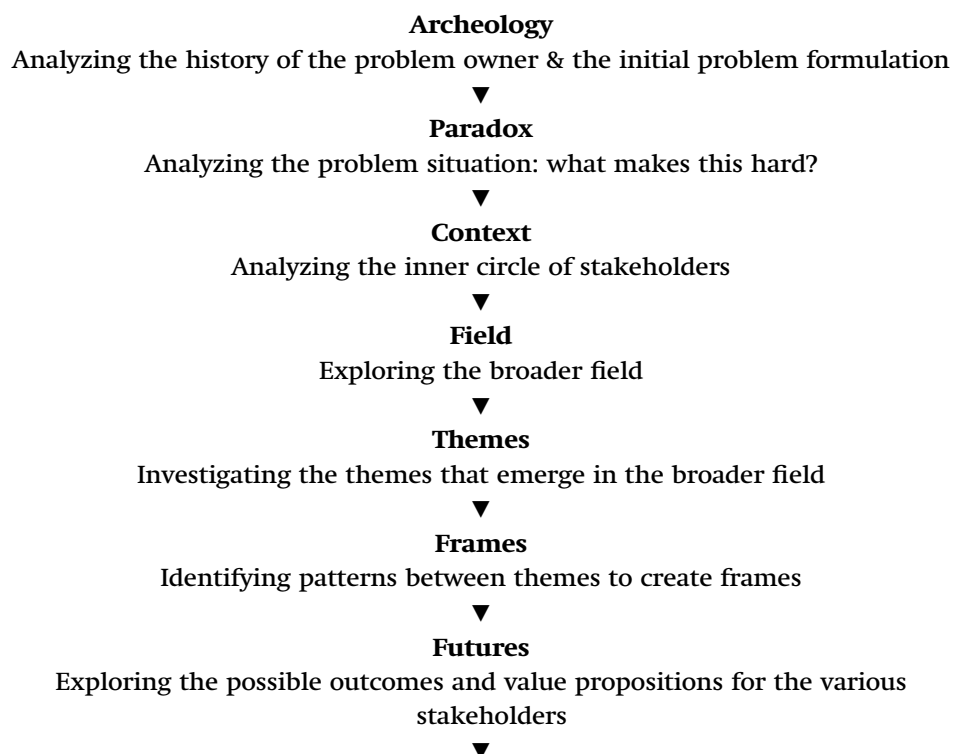 Archeology
Analyzing the history of the problem owner & the initial problem formulation
▼
Paradox
Analyzing the problem situation: what makes this hard?
▼
Context
Analyzing the inner circle of stakeholders
▼
Field
Exploring the broader field
▼
Themes
Investigating the themes that emerge in the broader field
▼
Frames
Identifying patterns between themes to create frames
▼
Futures
Exploring the possible outcomes and value propositions for the various
stakeholders
▼